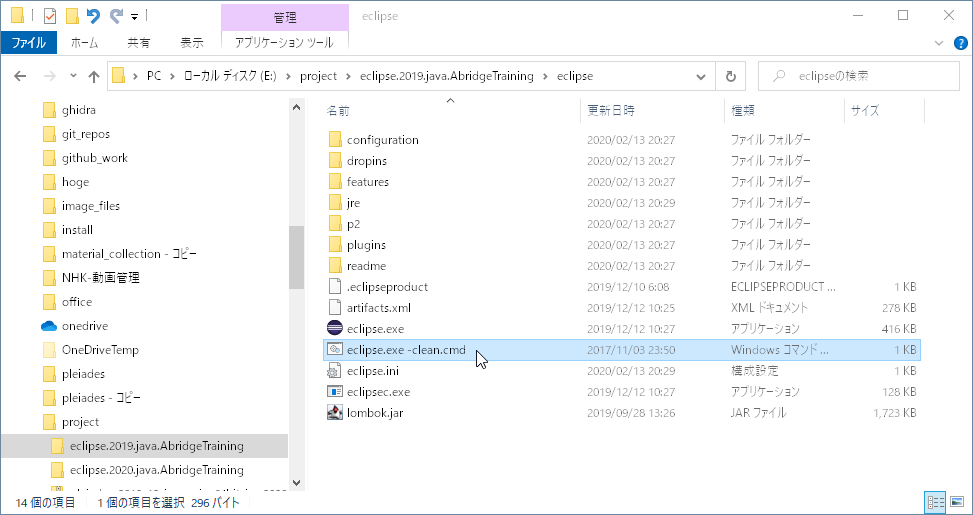 管理
eclipse
ファイル
ホーム
共有
表示
アプリケーション ツール
PC › ローカル ディスク (E:) › project › eclipse.2019.java.AbridgeTraining › eclipse
eclipseの検索
ghidra
git_repos
github_work
hoge
image_files
install
material_collection - コピー
NHK-動画管理
office
onedrive
OneDriveTemp
pleiades
pleiades - コピー
project
eclipse.2019.java.AbridgeTraining
eclipse.2020.java.AbridgeTraining
名前 更新日時 種類 サイズ
configuration 2020/02/13 20:27 ファイル フォルダー
dropins 2020/02/13 20:27 ファイル フォルダー
features 2020/02/13 20:27 ファイル フォルダー
jre 2020/02/13 20:29 ファイル フォルダー
p2 2020/02/13 20:27 ファイル フォルダー
plugins 2020/02/13 20:27 ファイル フォルダー
readme 2020/02/13 20:27 ファイル フォルダー
.eclipseproduct 2019/12/10 6:08 ECLIPSEPRODUCT ... 1 KB
artifacts.xml 2019/12/12 10:25 XML ドキュメント 278 KB
eclipse.exe 2019/12/12 10:27 アプリケーション 416 KB
eclipse.exe -clean.cmd 2017/11/03 23:50 Windows コマンド ... 1 KB
eclipse.ini 2020/02/13 20:29 構成設定 1 KB
eclipsec.exe 2019/12/12 10:27 アプリケーション 128 KB
lombok.jar 2019/09/28 13:26 JAR ファイル 1,723 KB
14 個の項目
1 個の項目を選択 296 バイト